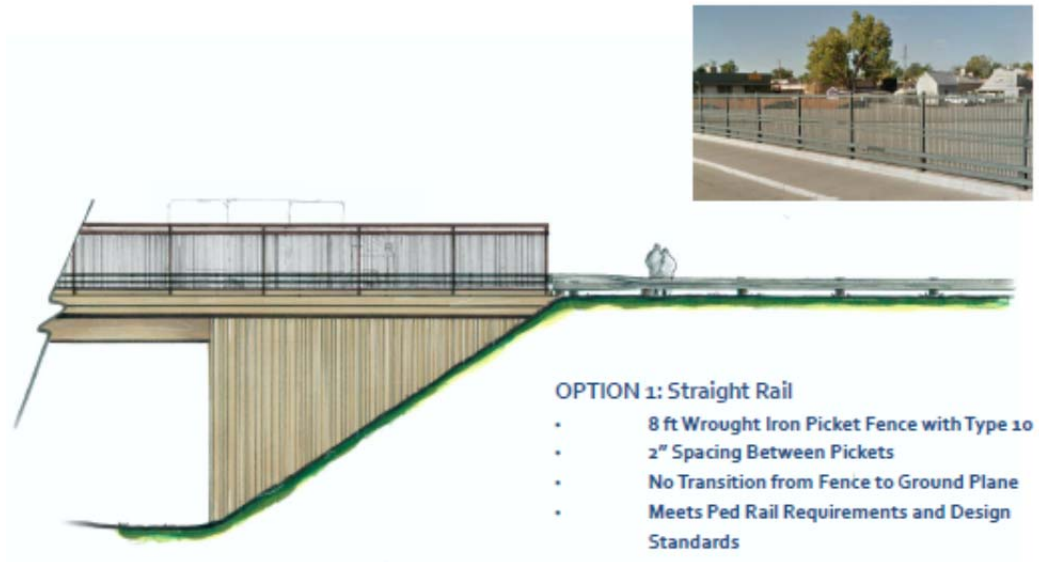 OPTION 1: Straight Rail
• 8 ft Wrought Iron Picket Fence with Type 10
• 2" Spacing Between Pickets
• No Transition from Fence to Ground Plane
• Meets Ped Rail Requirements and Design
Standards